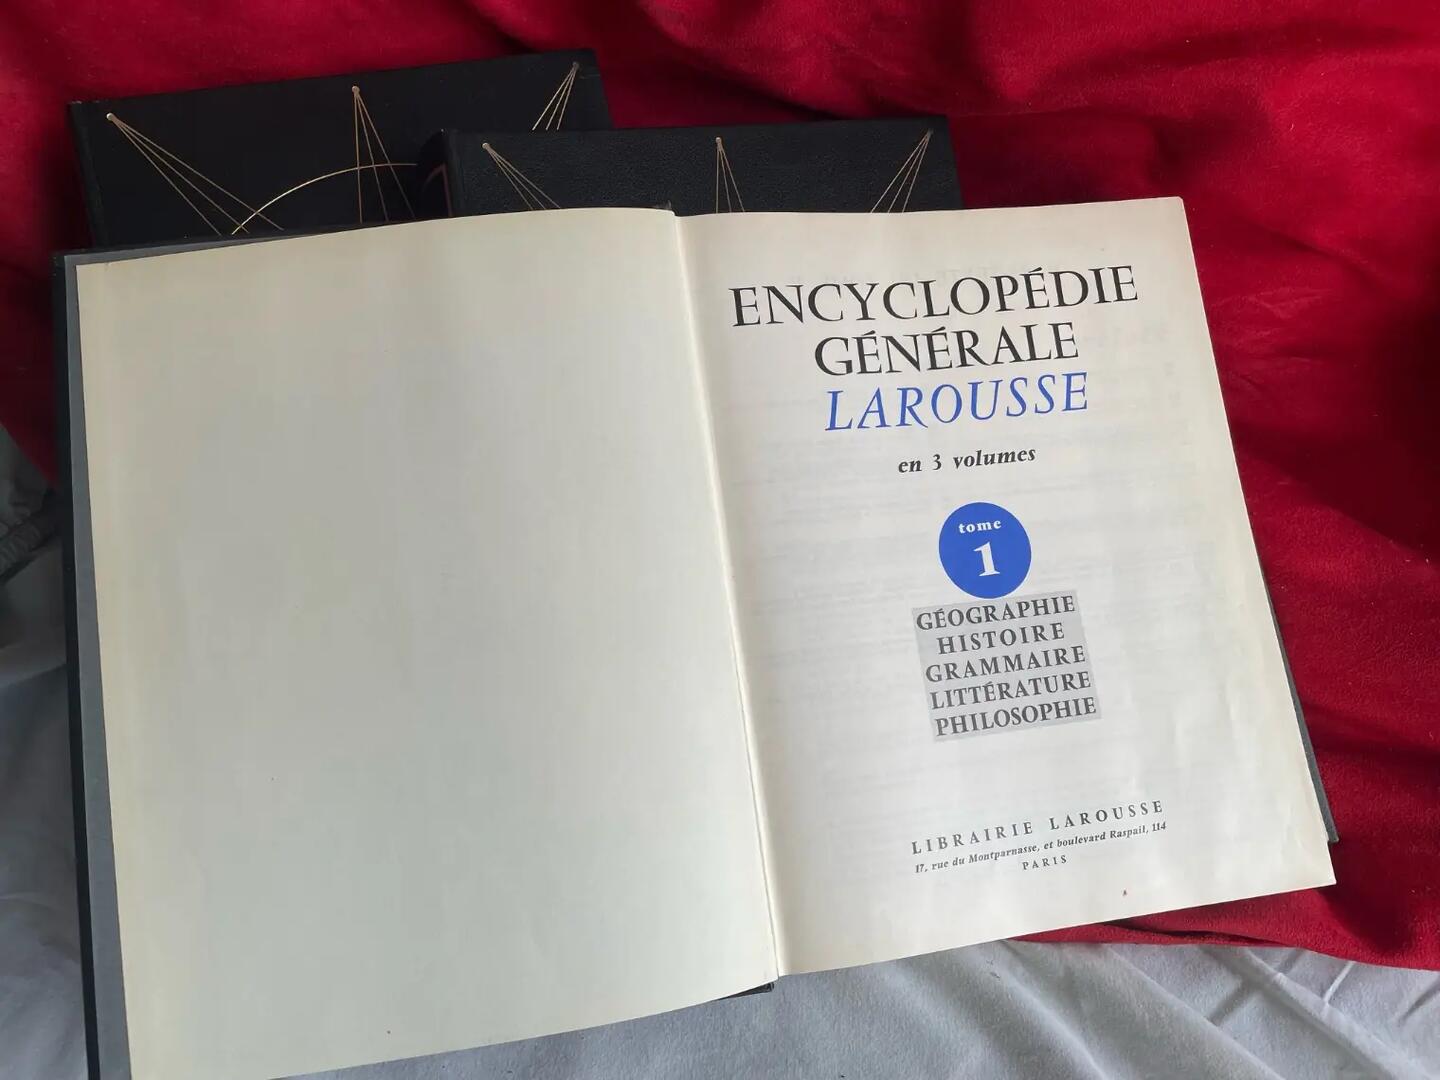 ENCYCLOPÉDIE
GÉNÉRALE
LAROUSSE
en 3 volumes
tome
1
GÉOGRAPHIE
HISTOIRE
GRAMMAIRE
LITTÉRATURE
PHILOSOPHIE
LIBRAIRIE LAROUSSE
17, rue du Montparnasse, et boulevard Raspail, 114
PARIS